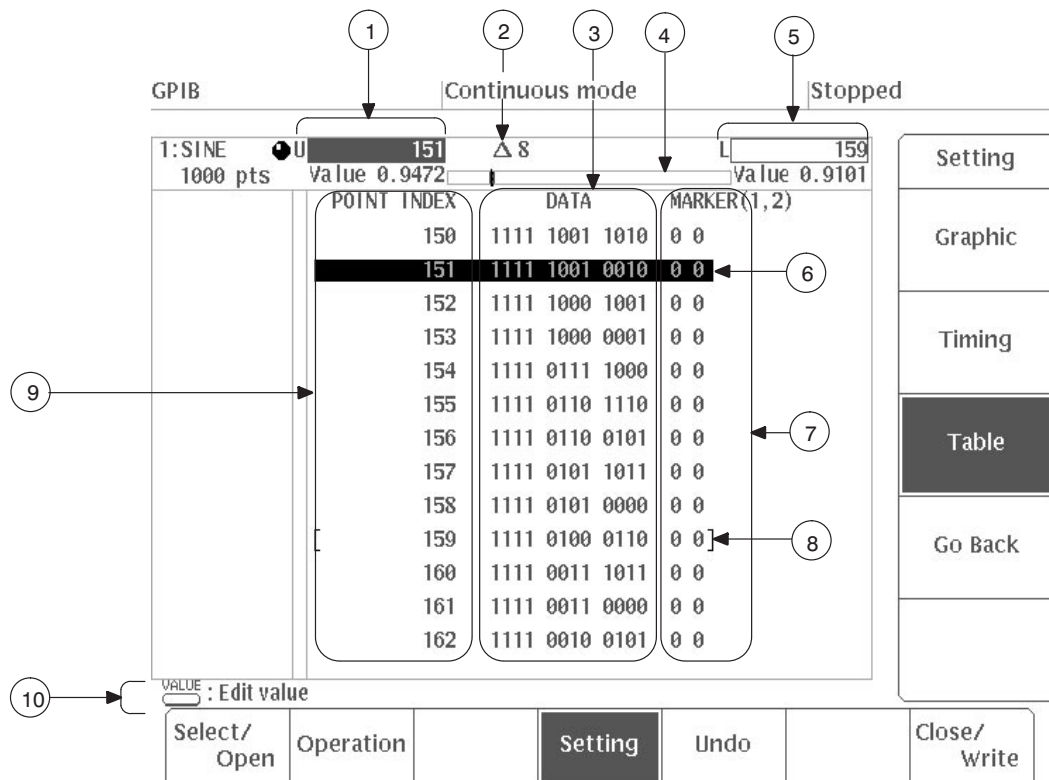 1 2 3 4 5
GPIB Continuous mode Stopped
1:SINE U 151 Δ 8 L 159
1000 pts Value 0.9472 Value 0.9101
POINT INDEX DATA MARKER(1,2)
150 1111 1001 1010 0 0
151 1111 1001 0010 0 0
152 1111 1000 1001 0 0
153 1111 1000 0001 0 0
154 1111 0111 1000 0 0
155 1111 0110 1110 0 0
156 1111 0110 0101 0 0
157 1111 0101 1011 0 0
158 1111 0101 0000 0 0
[ 159 1111 0100 0110 0 0]
160 1111 0011 1011 0 0
161 1111 0011 0000 0 0
162 1111 0010 0101 0 0
6
7
8
9
10
VALUE : Edit value
Setting
Graphic
Timing
Table
Go Back
Select/
Open
Operation
Setting
Undo
Close/
Write